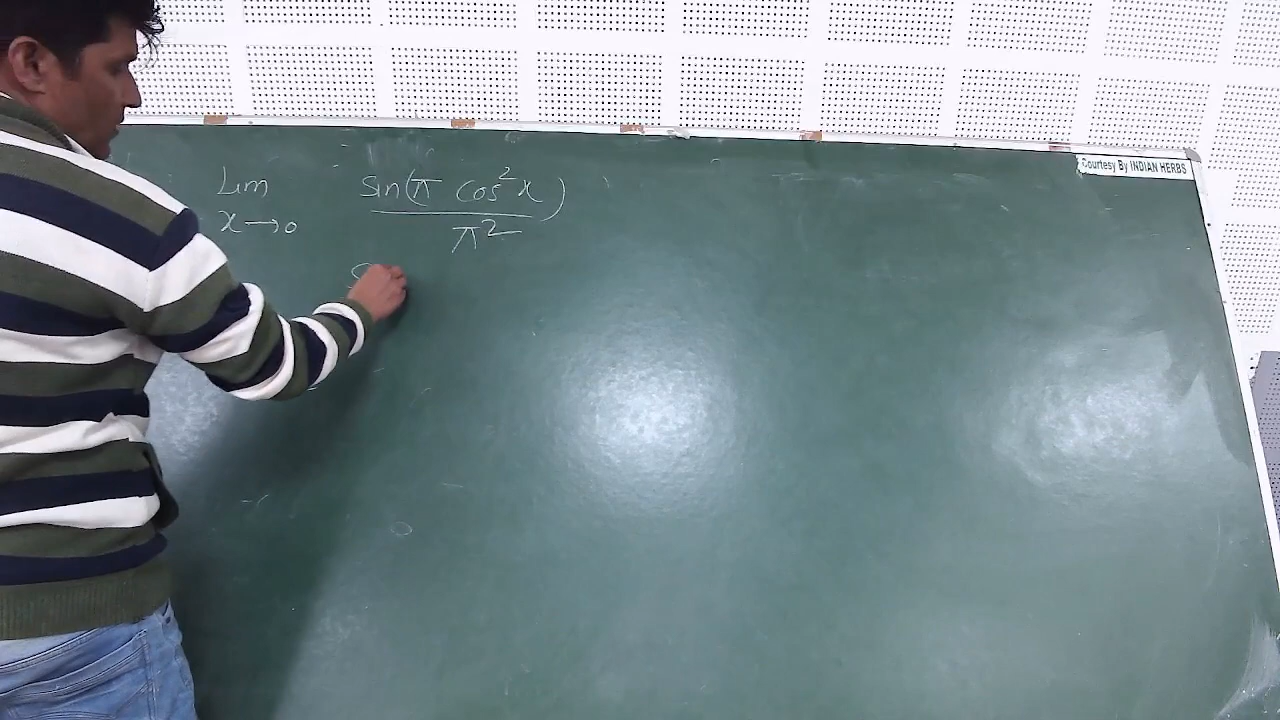 Lim sin(π cos²x)
x→0 π²
Courtesy By INDIAN HERBS